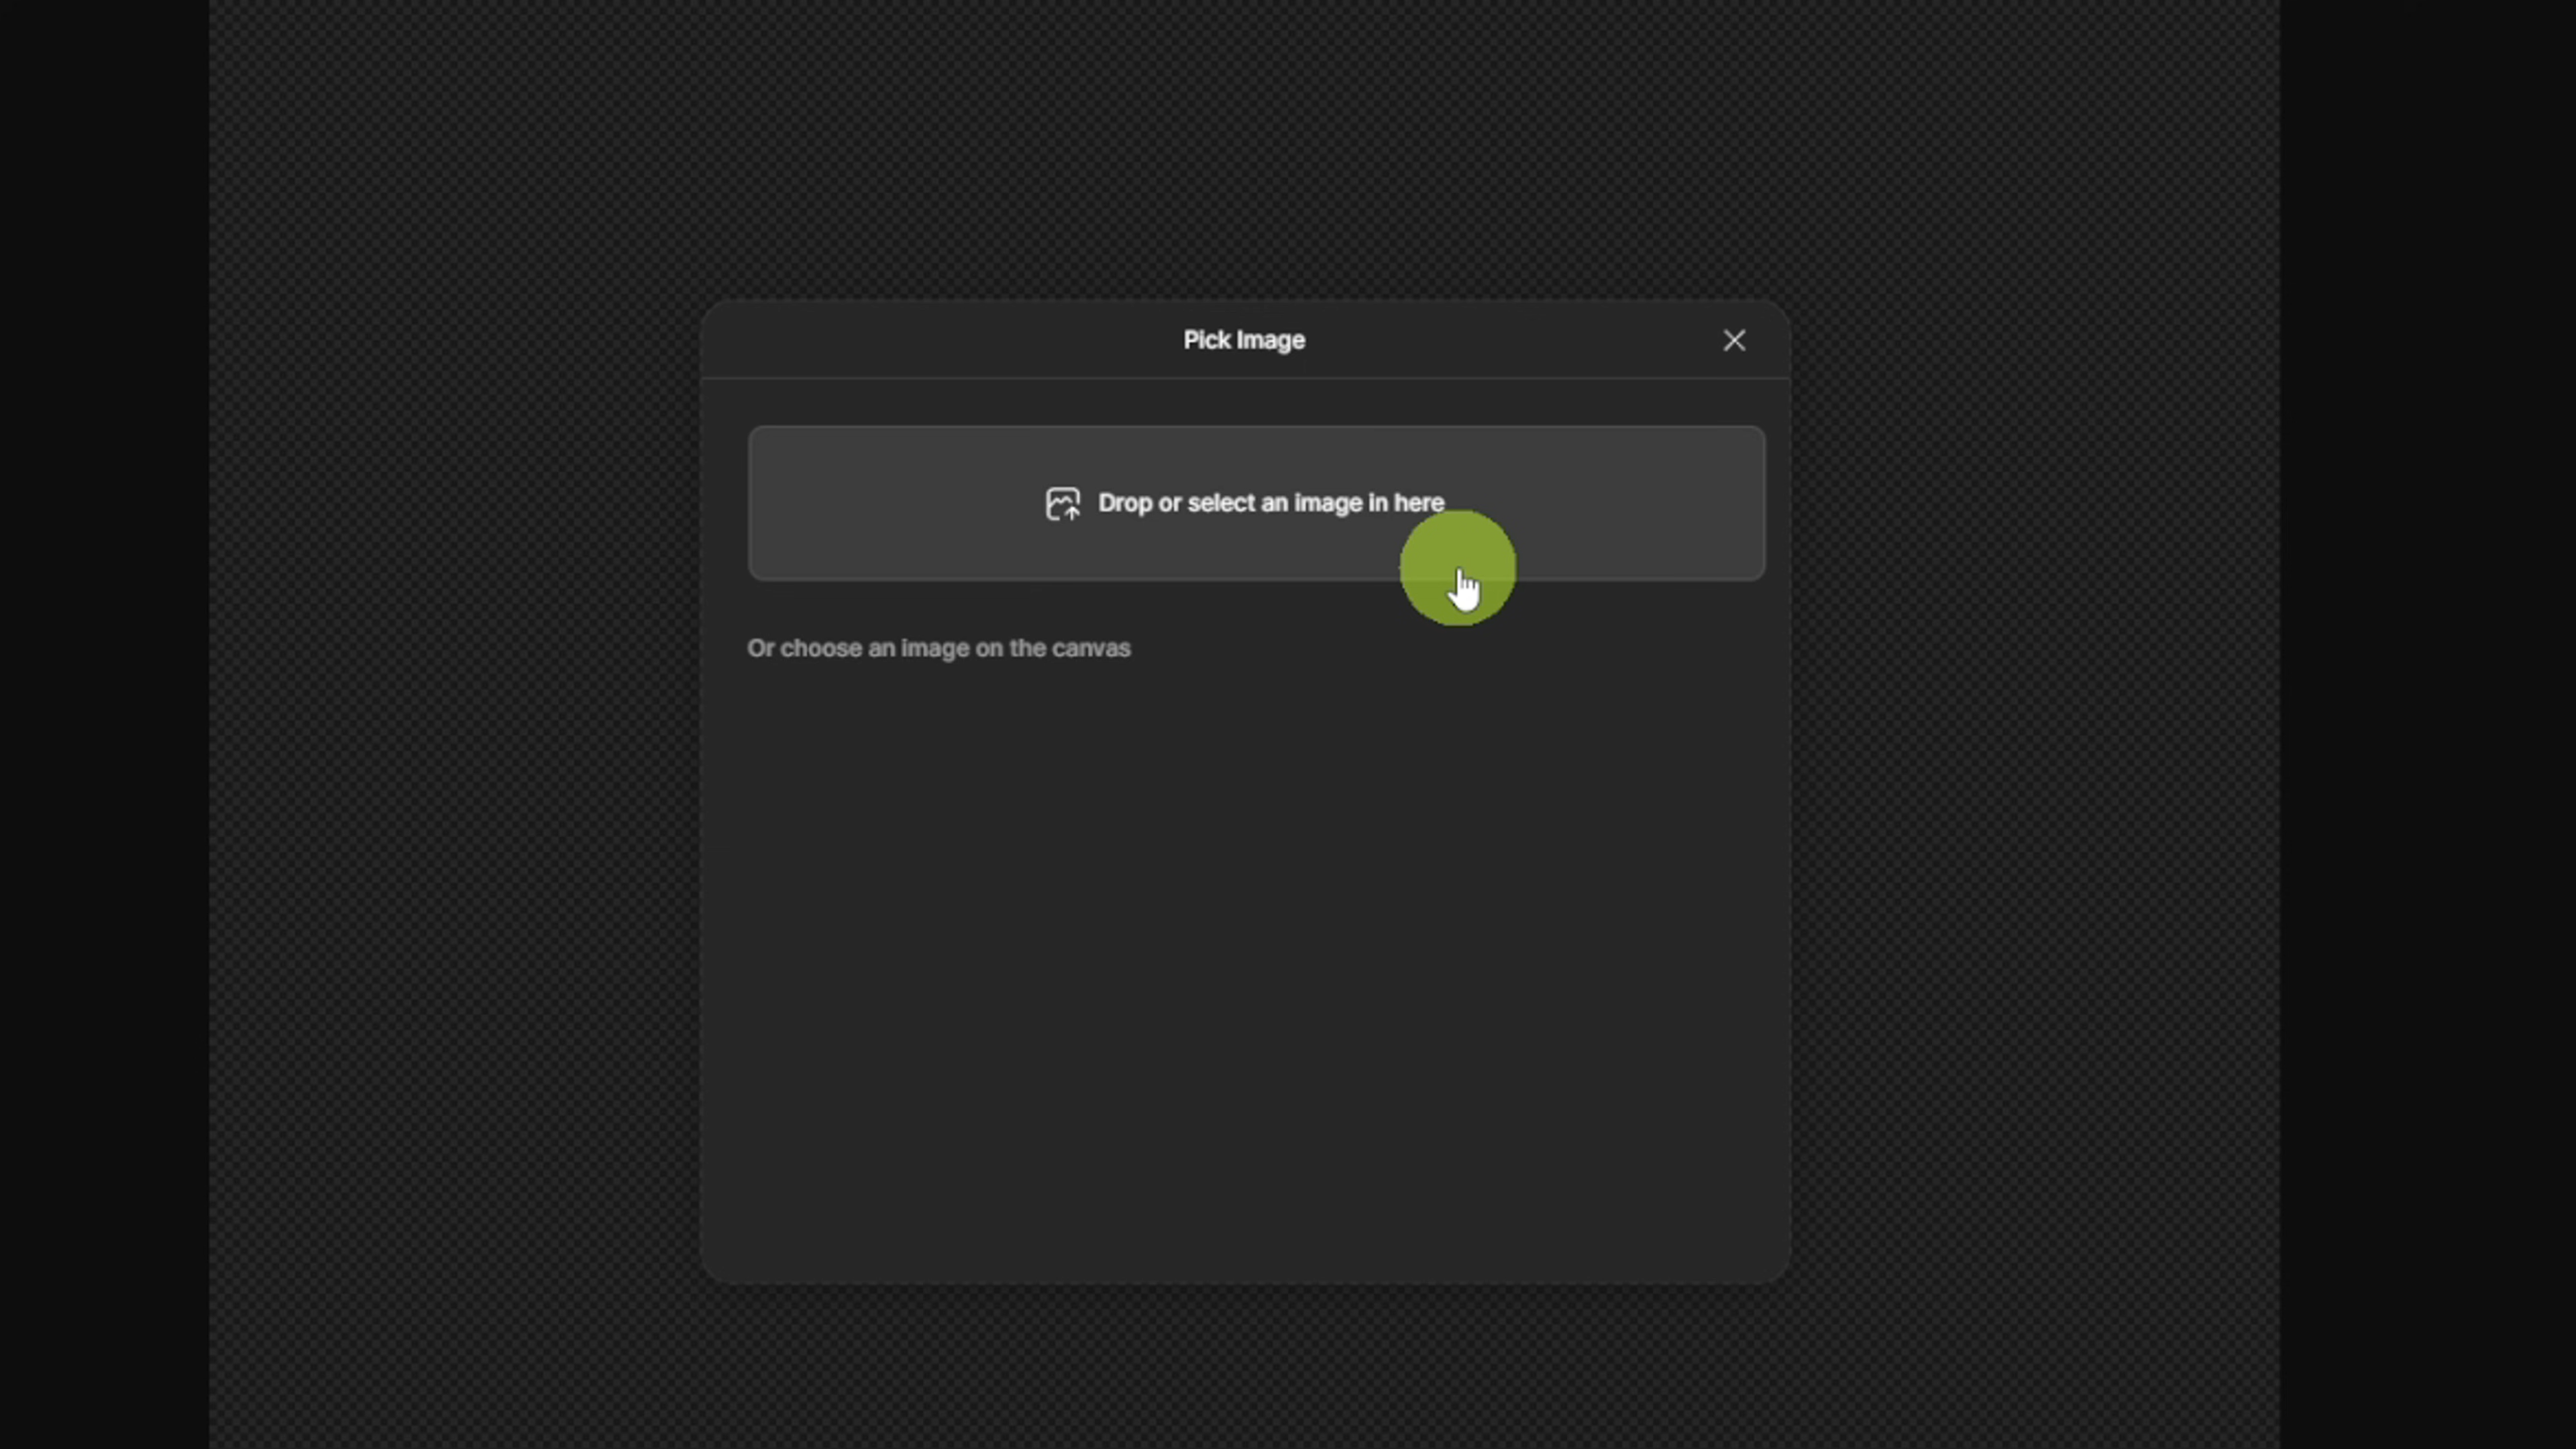 Pick Image
Drop or select an image in here
Or choose an image on the canvas